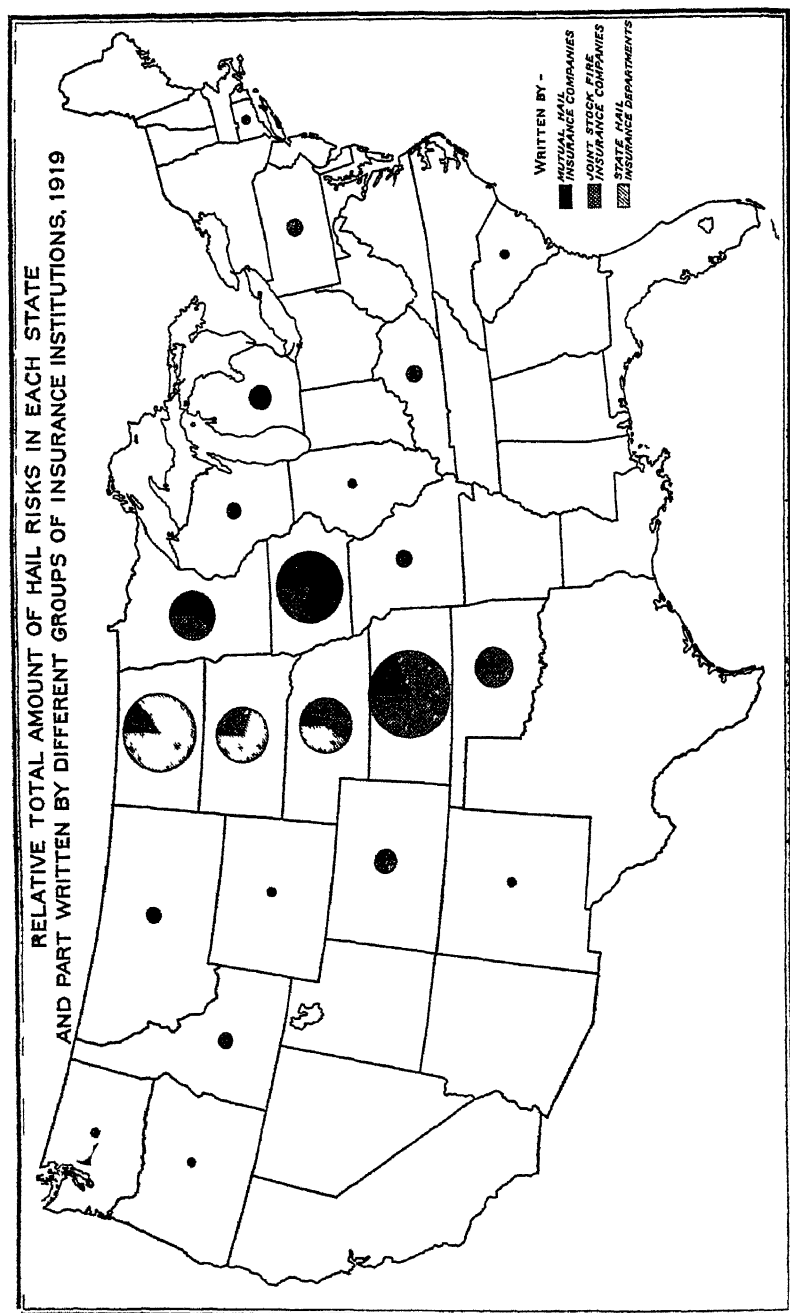 RELATIVE TOTAL AMOUNT OF HAIL RISKS IN EACH STATE
AND PART WRITTEN BY DIFFERENT GROUPS OF INSURANCE INSTITUTIONS, 1919
WRITTEN BY -
MUTUAL HAIL
INSURANCE COMPANIES
JOINT STOCK FIRE
INSURANCE COMPANIES
STATE HAIL
INSURANCE DEPARTMENTS